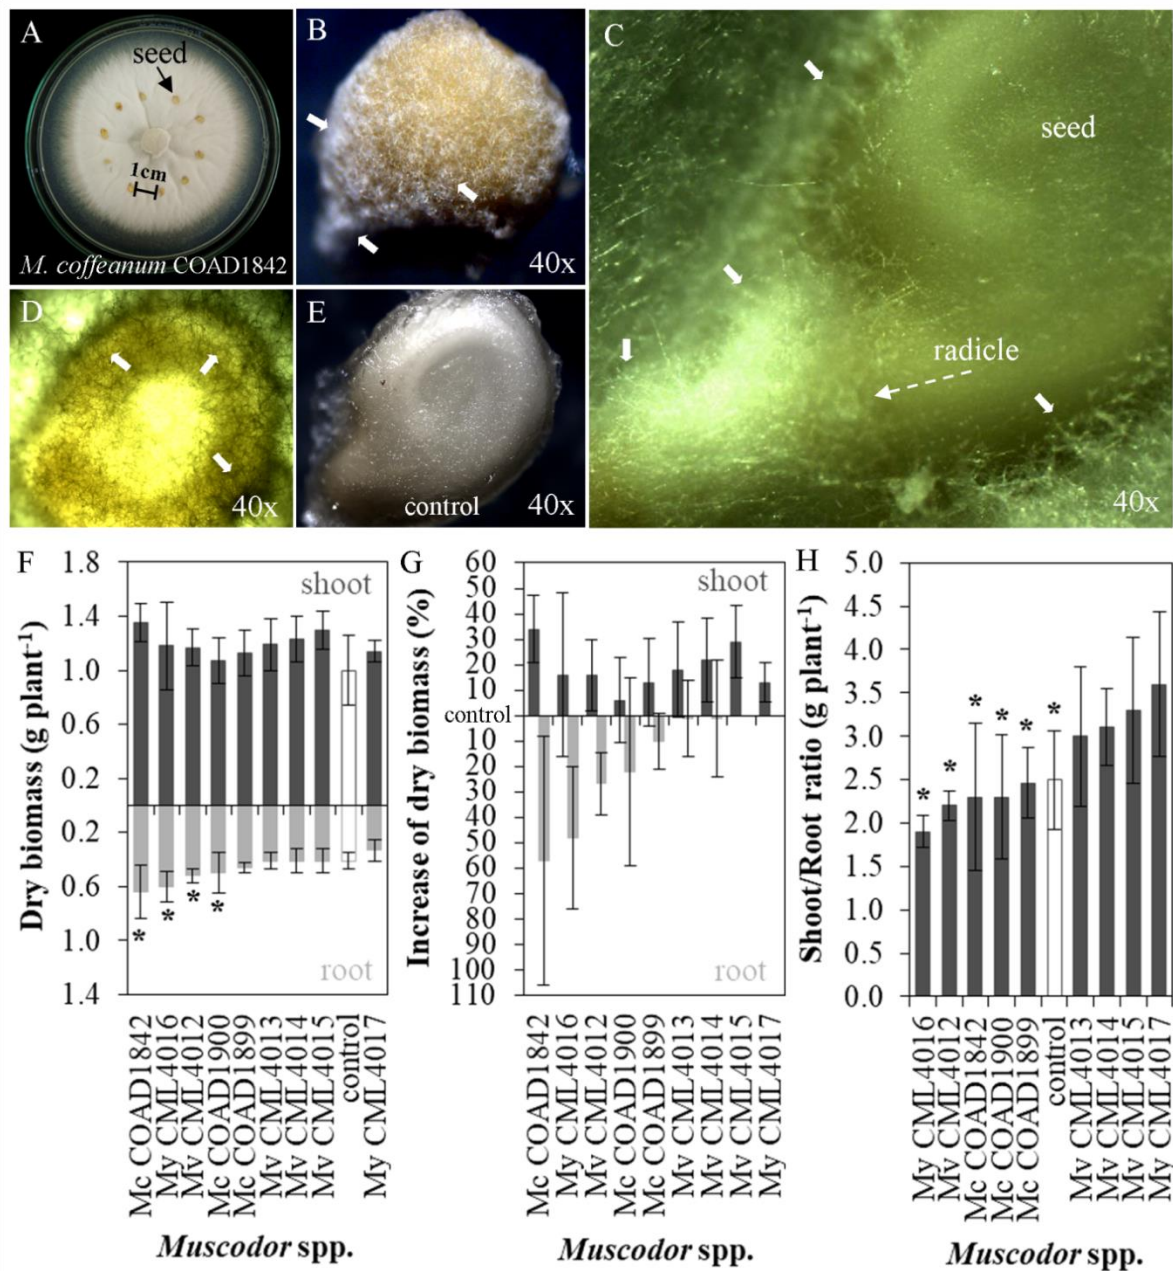 A
seed
1cm
M. coffeanum COAD1842
B
40x
C
seed
radicle
40x
D
40x
E
control
40x
F
Dry biomass (g plant-1)
1.8
1.4
1.0
0.6
0.2
0.2
0.6
1.0
1.4
shoot
root
* * * *
Mc COAD1842
My CML4016
Mv CML4012
Mc COAD1900
Mc COAD1899
Mv CML4013
Mv CML4014
Mv CML4015
control
My CML4017
Muscodor spp.
G
Increase of dry biomass (%)
60
50
40
30
20
10
control
10
20
30
40
50
60
70
80
90
100
110
shoot
root
Mc COAD1842
My CML4016
Mv CML4012
Mc COAD1900
Mc COAD1899
Mv CML4013
Mv CML4014
Mv CML4015
My CML4017
Muscodor spp.
H
Shoot/Root ratio (g plant-1)
5.0
4.5
4.0
3.5
3.0
2.5
2.0
1.5
1.0
0.5
0.0
* * * * * *
My CML4016
Mv CML4012
Mc COAD1842
Mc COAD1900
Mc COAD1899
control
Mv CML4013
Mv CML4014
Mv CML4015
My CML4017
Muscodor spp.